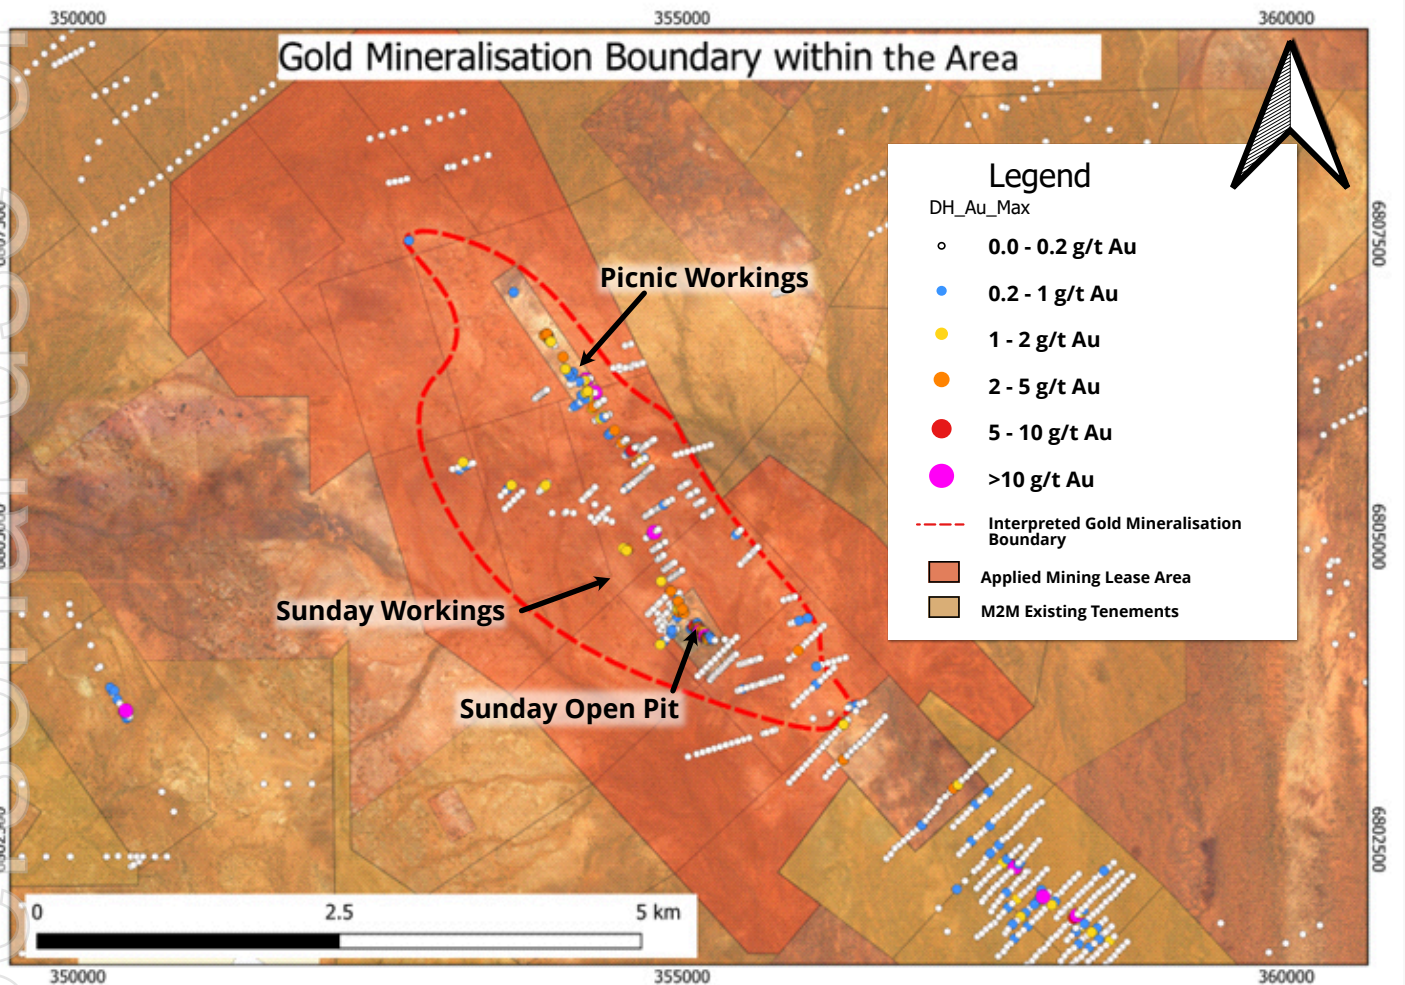 350000
355000
360000
Gold Mineralisation Boundary within the Area
Legend
DH_Au_Max
0.0 - 0.2 g/t Au
0.2 - 1 g/t Au
1 - 2 g/t Au
2 - 5 g/t Au
5 - 10 g/t Au
>10 g/t Au
Interpreted Gold Mineralisation
Boundary
Applied Mining Lease Area
M2M Existing Tenements
Picnic Workings
Sunday Workings
Sunday Open Pit
6807500
6805000
6802500
0
2.5
5 km
350000
355000
360000